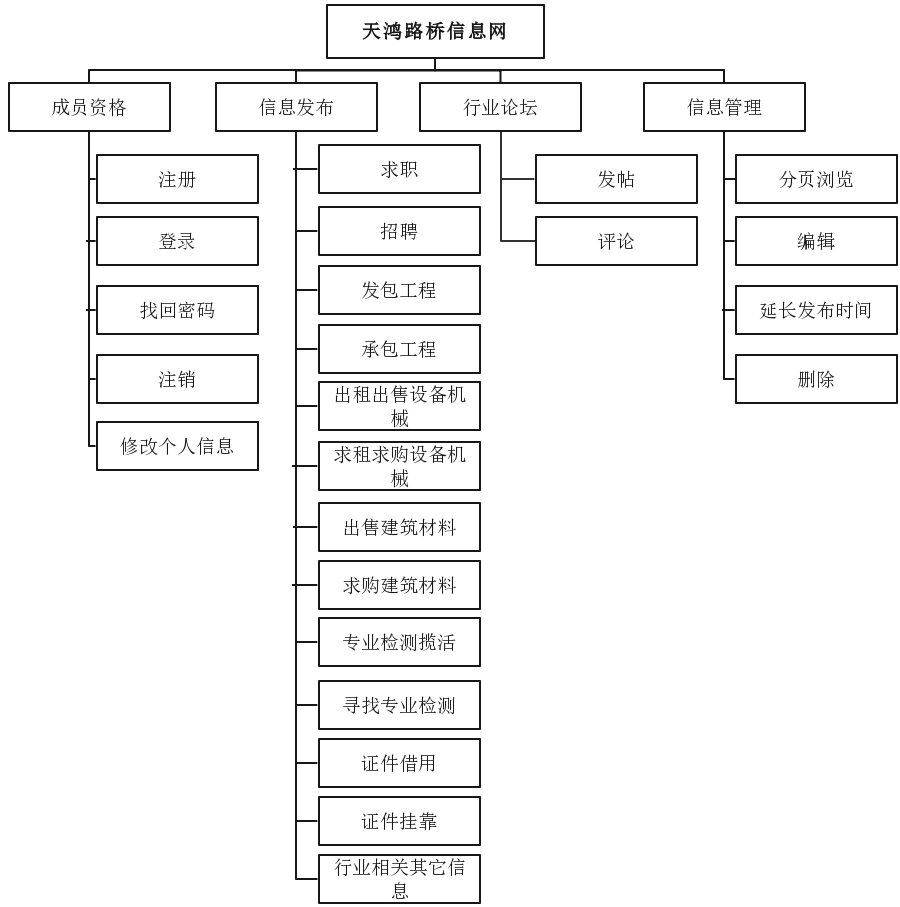 天鸿路桥信息网
成员资格
信息发布
行业论坛
信息管理
注册
登录
找回密码
注销
修改个人信息
求职
招聘
发包工程
承包工程
出租出售设备机
械
求租求购设备机
械
出售建筑材料
求购建筑材料
专业检测揽活
寻找专业检测
证件借用
证件挂靠
行业相关其它信
息
发帖
评论
分页浏览
编辑
延长发布时间
删除